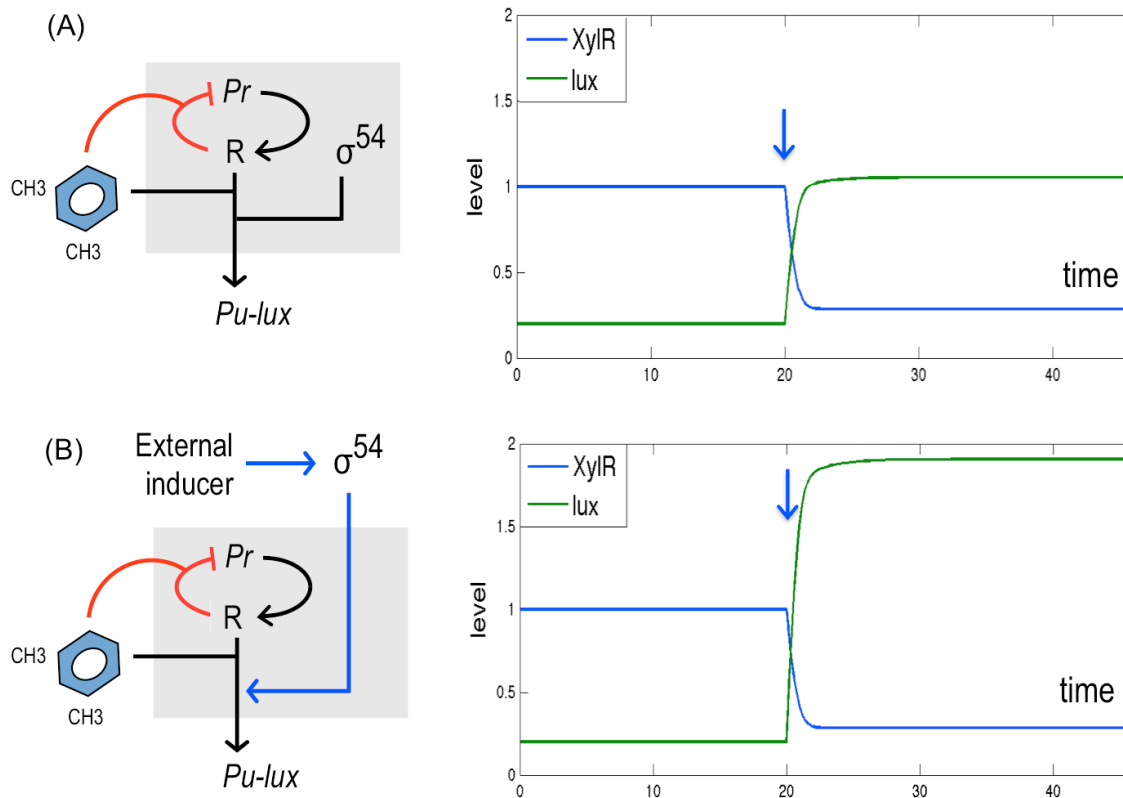 (A)
Pr
R
σ54
CH3
CH3
Pu-lux
XylR
lux
level
time
2
1.5
1
0.5
0
0 10 20 30 40
(B)
External
inducer
σ54
Pr
R
CH3
CH3
Pu-lux
XylR
lux
level
time
2
1.5
1
0.5
0
0 10 20 30 40